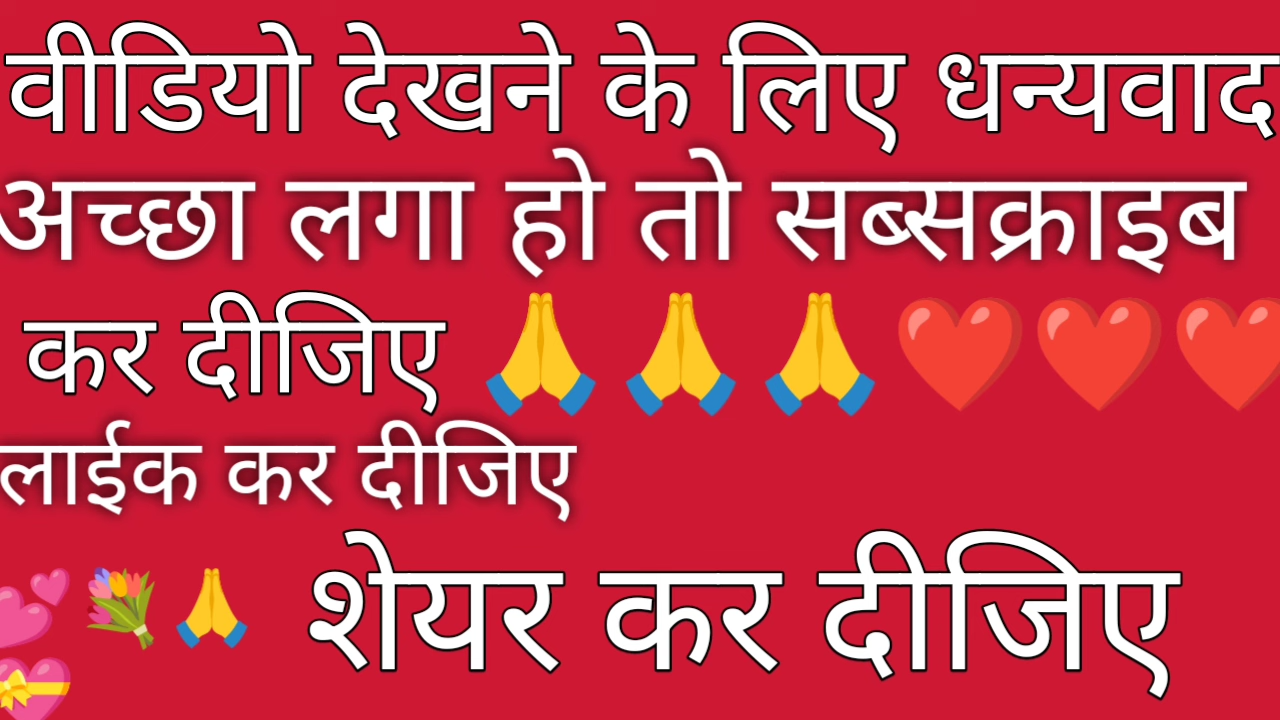 वीडियो देखने के लिए धन्यवाद
अच्छा लगा हो तो सब्सक्राइब
कर दीजिए 🙏🙏🙏❤️❤️❤️
लाईक कर दीजिए
💕💐🙏 शेयर कर दीजिए
💝